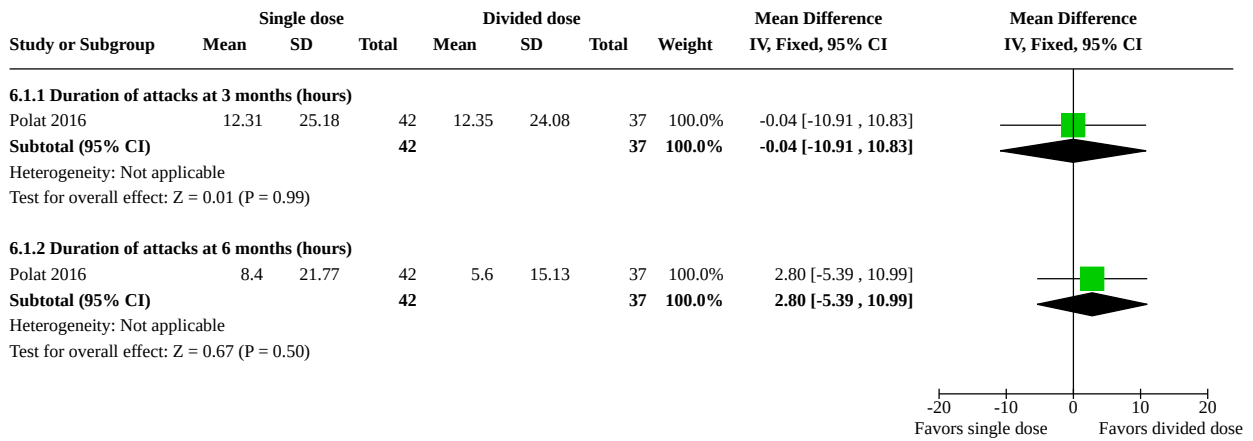 Single dose Divided dose Mean Difference Mean Difference
Study or Subgroup Mean SD Total Mean SD Total Weight IV, Fixed, 95% CI IV, Fixed, 95% CI
6.1.1 Duration of attacks at 3 months (hours)
Polat 2016 12.31 25.18 42 12.35 24.08 37 100.0% -0.04 [-10.91 , 10.83]
Subtotal (95% CI) 42 37 100.0% -0.04 [-10.91 , 10.83]
Heterogeneity: Not applicable
Test for overall effect: Z = 0.01 (P = 0.99)
6.1.2 Duration of attacks at 6 months (hours)
Polat 2016 8.4 21.77 42 5.6 15.13 37 100.0% 2.80 [-5.39 , 10.99]
Subtotal (95% CI) 42 37 100.0% 2.80 [-5.39 , 10.99]
Heterogeneity: Not applicable
Test for overall effect: Z = 0.67 (P = 0.50)
-20 -10 0 10 20
Favors single dose Favors divided dose